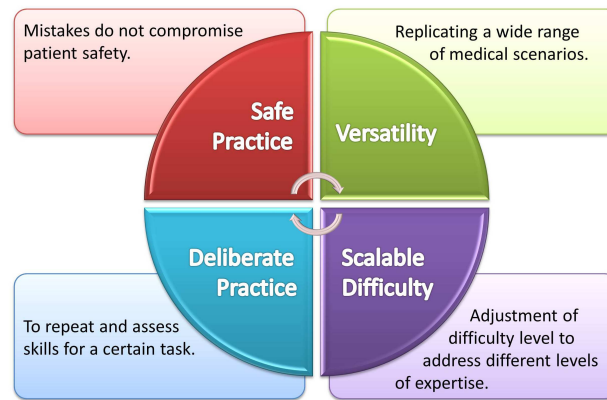 Mistakes do not compromise
patient safety.
Replicating a wide range
of medical scenarios.
Safe
Practice
Versatility
Deliberate
Practice
Scalable
Difficulty
To repeat and assess
skills for a certain task.
Adjustment of
difficulty level to
address different levels
of expertise.